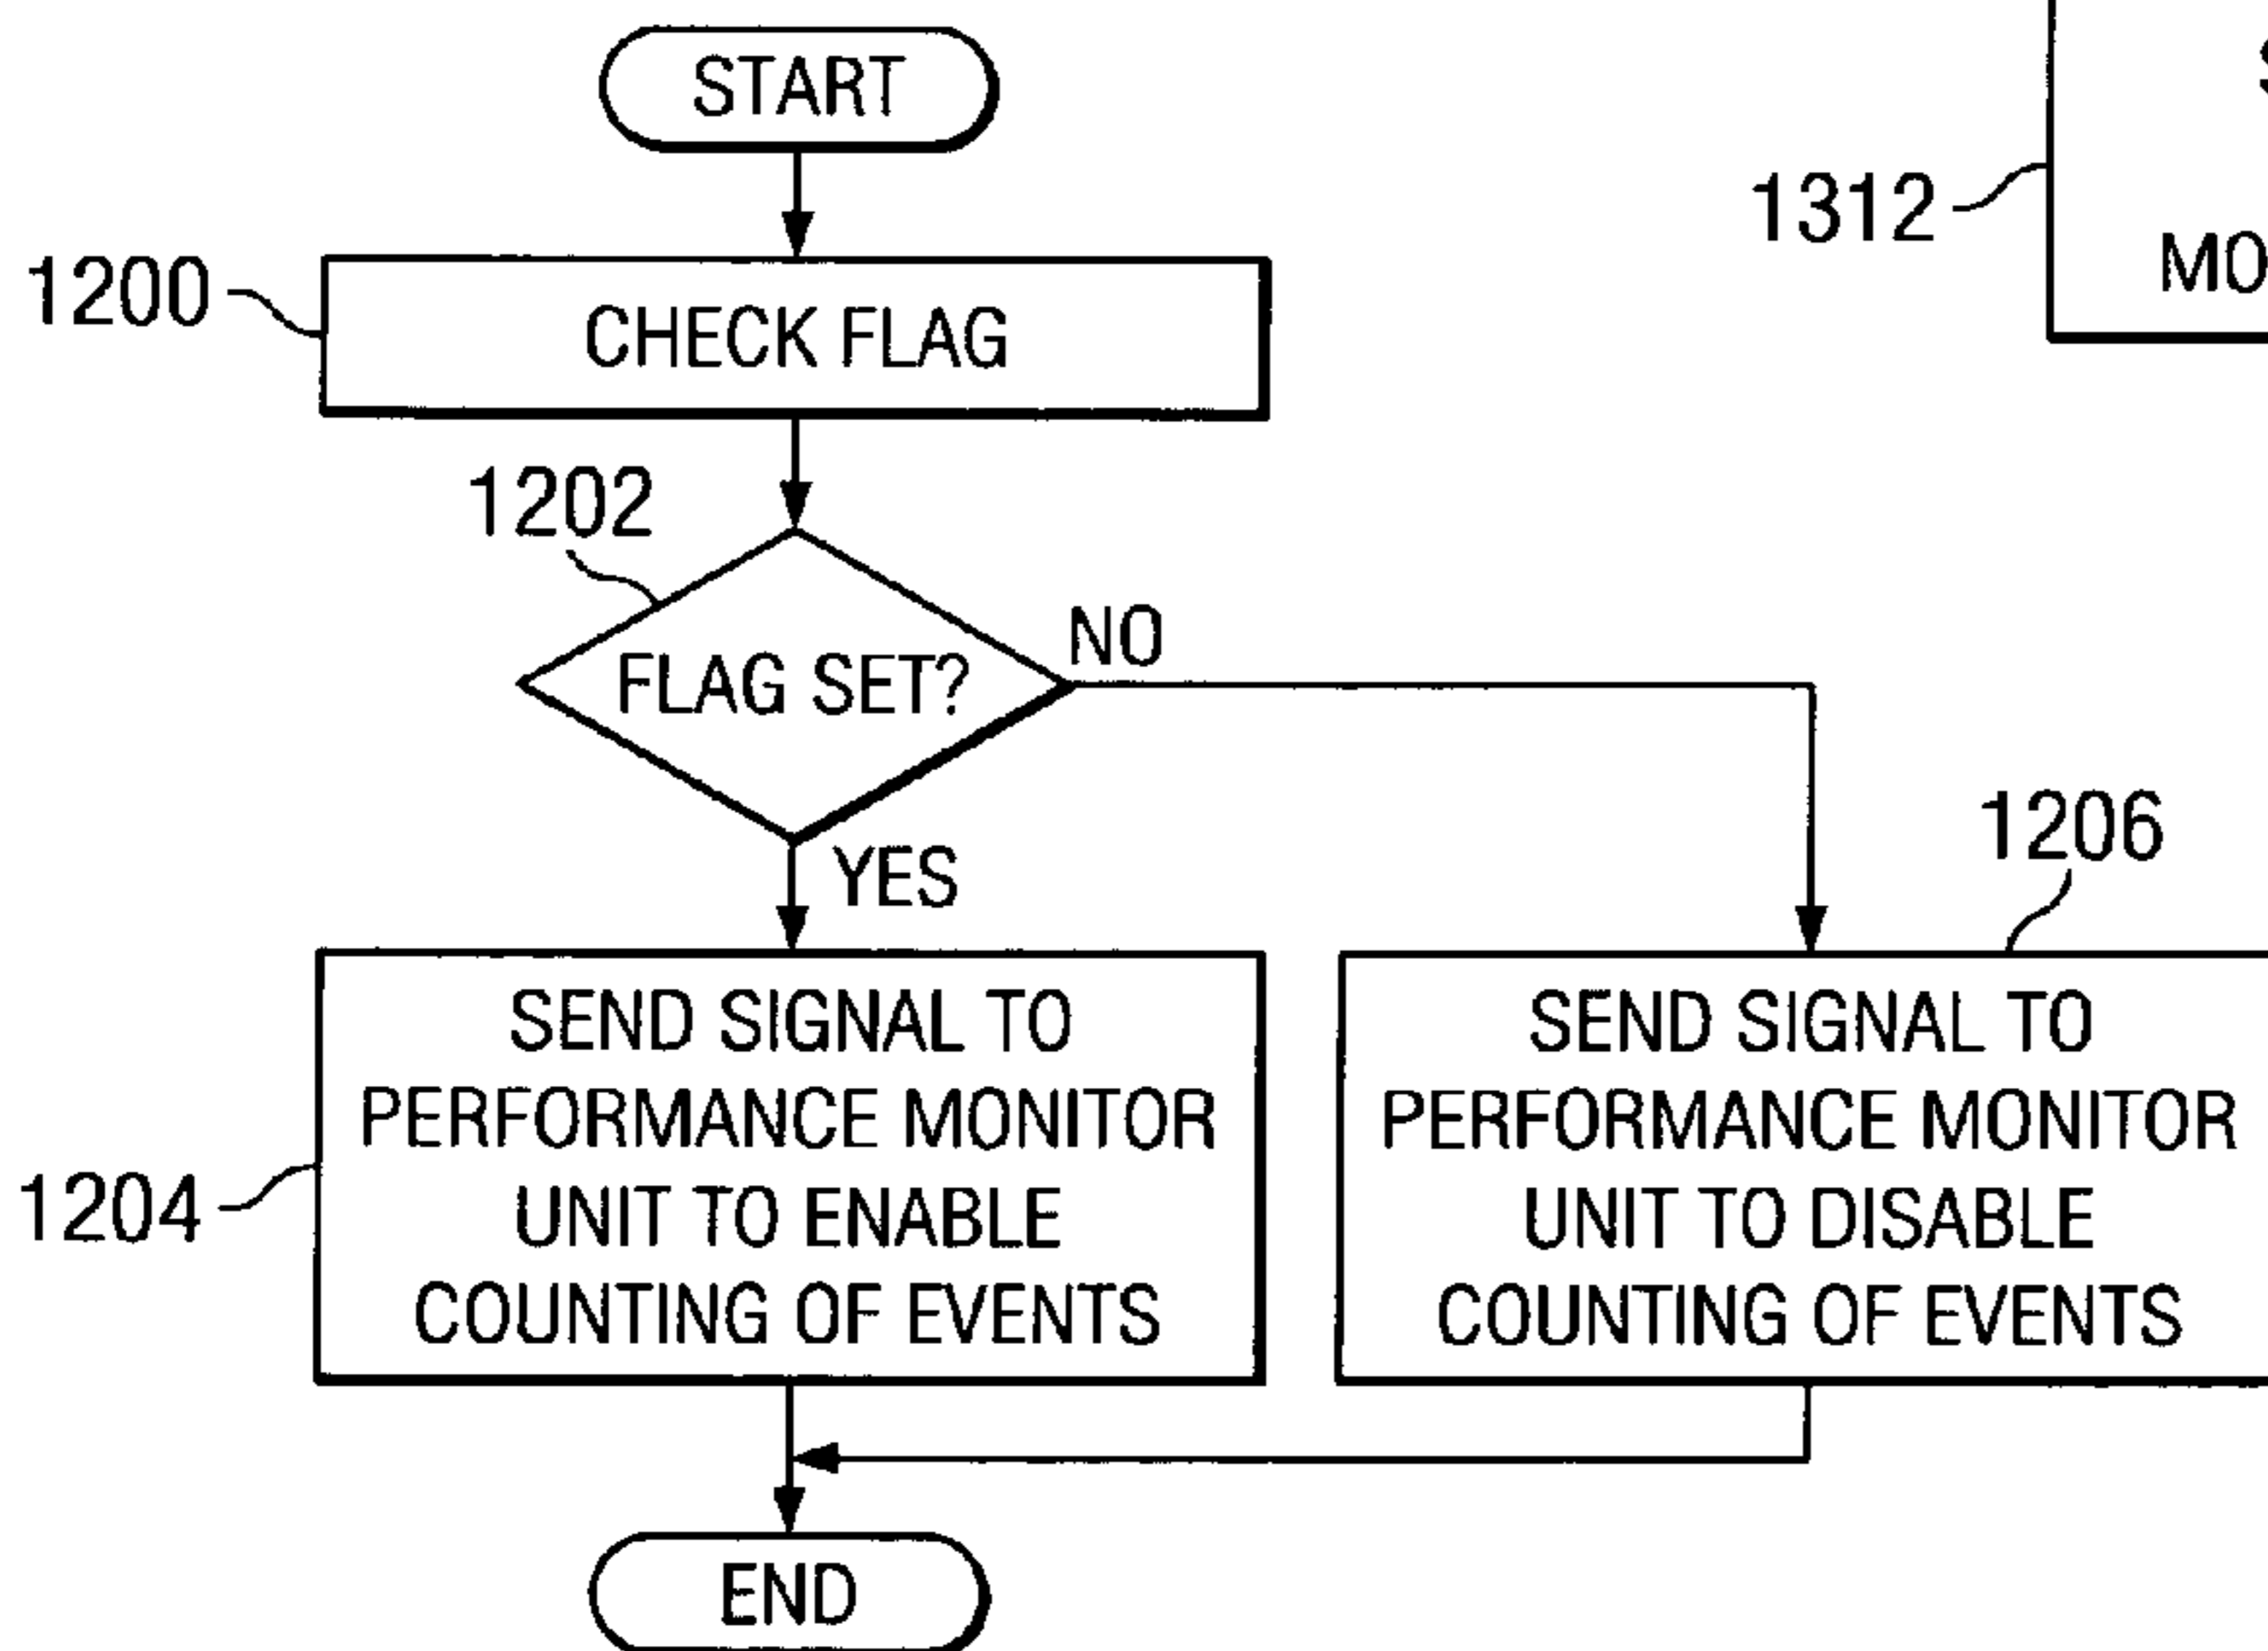 START
1200
CHECK FLAG
1202
FLAG SET?
NO
YES
1204
SEND SIGNAL TO
PERFORMANCE MONITOR
UNIT TO ENABLE
COUNTING OF EVENTS
1206
SEND SIGNAL TO
PERFORMANCE MONITOR
UNIT TO DISABLE
COUNTING OF EVENTS
END
1312